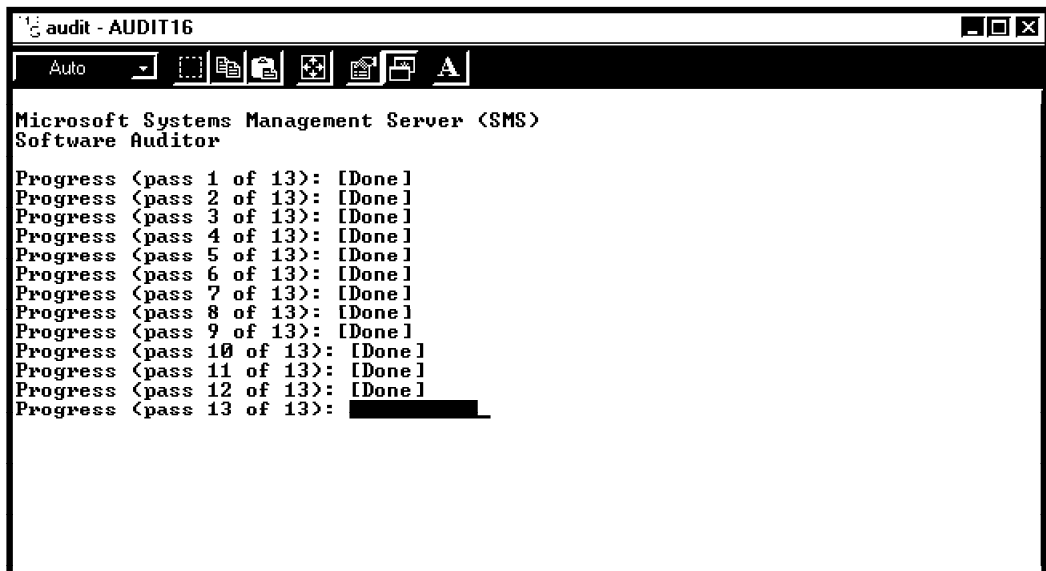 audit - AUDIT16
Auto
A
Microsoft Systems Management Server (SMS)
Software Auditor
Progress (pass 1 of 13): [Done]
Progress (pass 2 of 13): [Done]
Progress (pass 3 of 13): [Done]
Progress (pass 4 of 13): [Done]
Progress (pass 5 of 13): [Done]
Progress (pass 6 of 13): [Done]
Progress (pass 7 of 13): [Done]
Progress (pass 8 of 13): [Done]
Progress (pass 9 of 13): [Done]
Progress (pass 10 of 13): [Done]
Progress (pass 11 of 13): [Done]
Progress (pass 12 of 13): [Done]
Progress (pass 13 of 13):